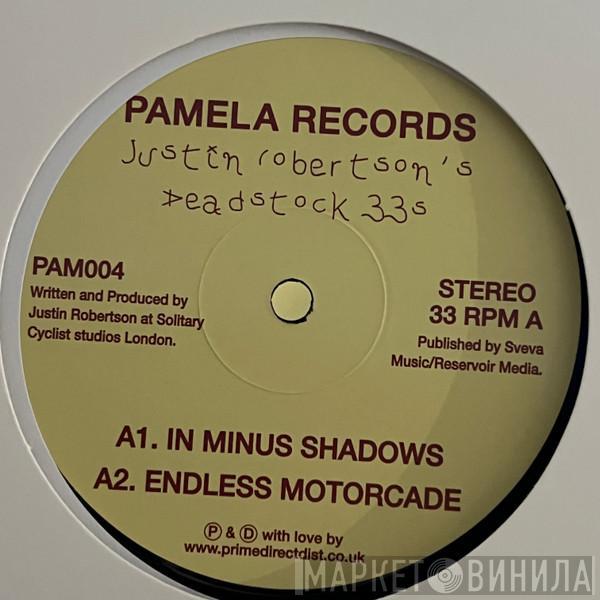 PAMELA RECORDS
Justin robertson's
Deadstock 33s
PAM004
Written and Produced by
Justin Robertson at Solitary
Cyclist studios London.
STEREO
33 RPM A
Published by Sveva
Music/Reservoir Media.
A1. IN MINUS SHADOWS
A2. ENDLESS MOTORCADE
Ⓟ & Ⓓ with love by
www.primedirectdist.co.uk
МАРКЕТ ВИНИЛА